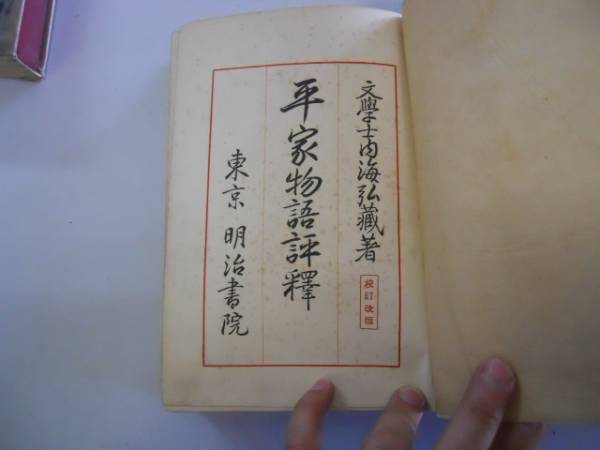 文學士内海弘藏著
校訂改版
平家物語評釋
東京 明治書院